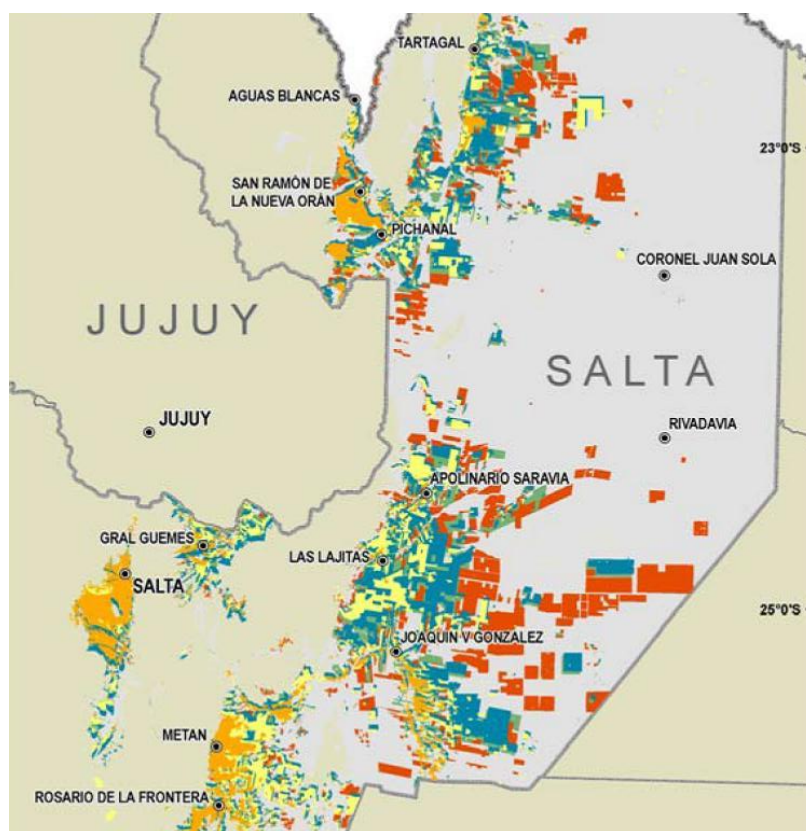 TARTAGAL
AGUAS BLANCAS
23°0'S
SAN RAMÓN DE
LA NUEVA ORÁN
PICHANAL
CORONEL JUAN SOLA
JUJUY
SALTA
RIVADAVIA
JUJUY
APOLINARIO SARAVIA
GRAL GUEMES
LAS LAJITAS
SALTA
25°0'S
JOAQUIN V GONZALEZ
METAN
ROSARIO DE LA FRONTERA